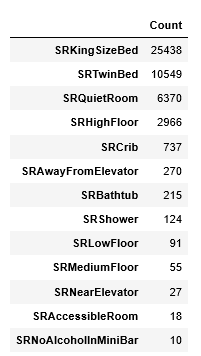 Count
SRKingSizeBed 25438
SRTwinBed 10549
SRQuietRoom 6370
SRHighFloor 2966
SRCrib 737
SRAwayFromElevator 270
SRBathtub 215
SRShower 124
SRLowFloor 91
SRMediumFloor 55
SRNearElevator 27
SRAccessibleRoom 18
SRNoAlcoholInMiniBar 10